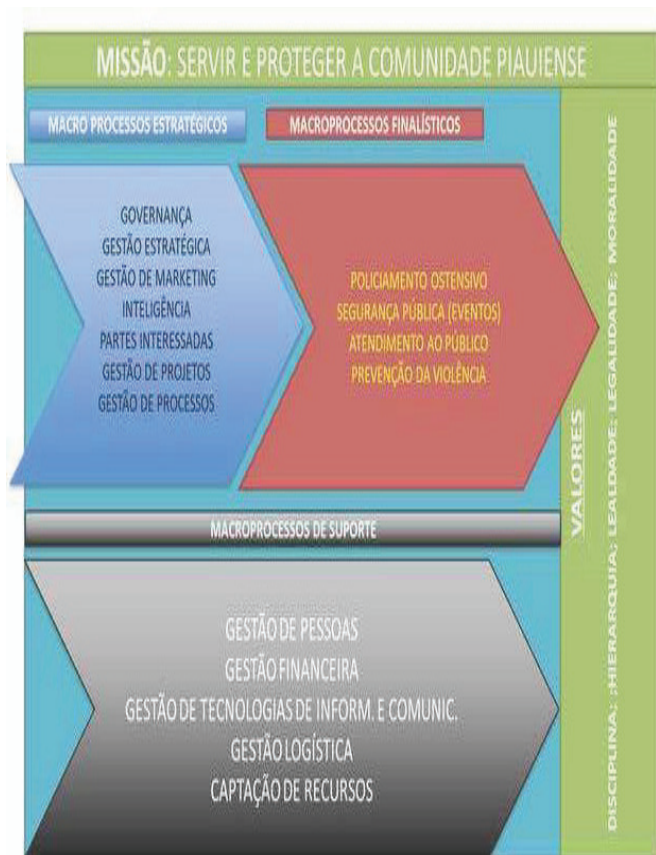 MISSÃO: SERVIR E PROTEGER A COMUNIDADE PIAUIENSE
MACRO PROCESSOS ESTRATÉGICOS
MACROPROCESSOS FINALÍSTICOS
GOVERNANÇA
GESTÃO ESTRATÉGICA
GESTÃO DE MARKETING
INTELIGÊNCIA
PARTES INTERESSADAS
GESTÃO DE PROJETOS
GESTÃO DE PROCESSOS
POLICIAMENTO OSTENSIVO
SEGURANÇA PÚBLICA (EVENTOS)
ATENDIMENTO AO PÚBLICO
PREVENÇÃO DA VIOLÊNCIA
MACROPROCESSOS DE SUPORTE
GESTÃO DE PESSOAS
GESTÃO FINANCEIRA
GESTÃO DE TECNOLOGIAS DE INFORM. E COMUNIC.
GESTÃO LOGÍSTICA
CAPTAÇÃO DE RECURSOS
VALORES
DISCIPLINA; ;HIERARQUIA; LEALDADE; LEGALIDADE; MORALIDADE